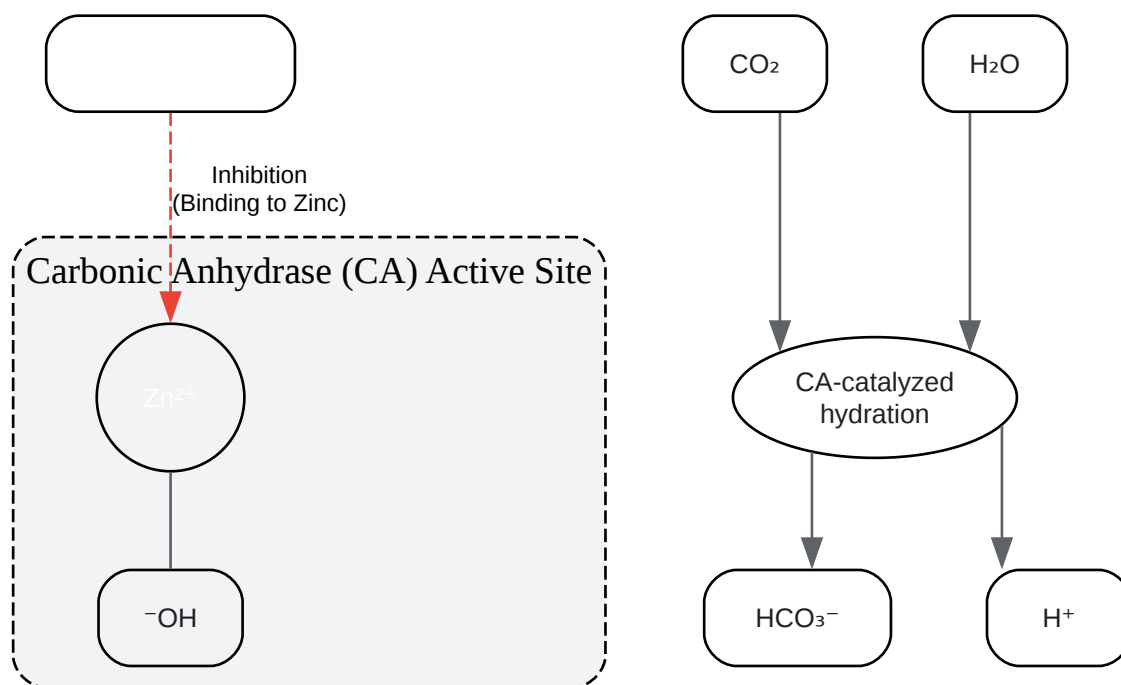 CO₂
H₂O
Inhibition
(Binding to Zinc)
Carbonic Anhydrase (CA) Active Site
Zn²⁺
CA-catalyzed
hydration
⁻OH
HCO₃⁻
H⁺